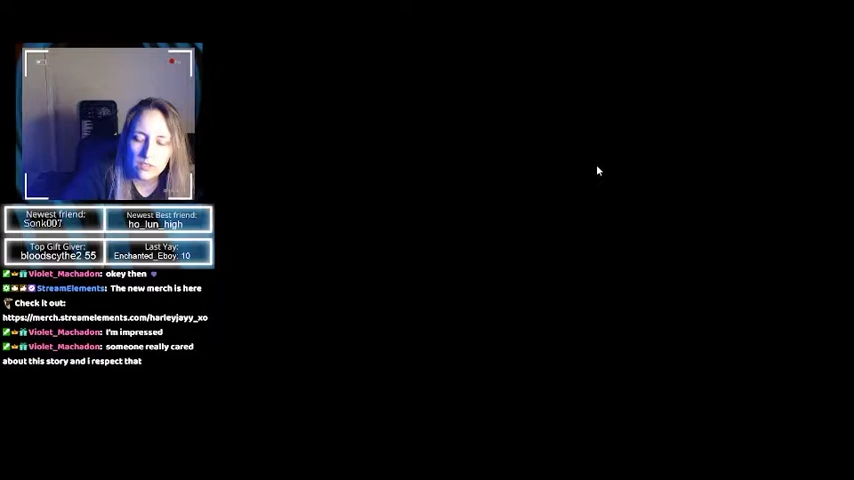 Newest friend:
Sonk007
Newest Best friend:
ho_lun_high
Top Gift Giver:
bloodscythe2 55
Last Yay:
Enchanted_Eboy: 10
Violet_Machadon: okey then
StreamElements: The new merch is here
Check it out:
https://merch.streamelements.com/harleyjayy_xo
Violet_Machadon: I'm impressed
Violet_Machadon: someone really cared
about this story and i respect that